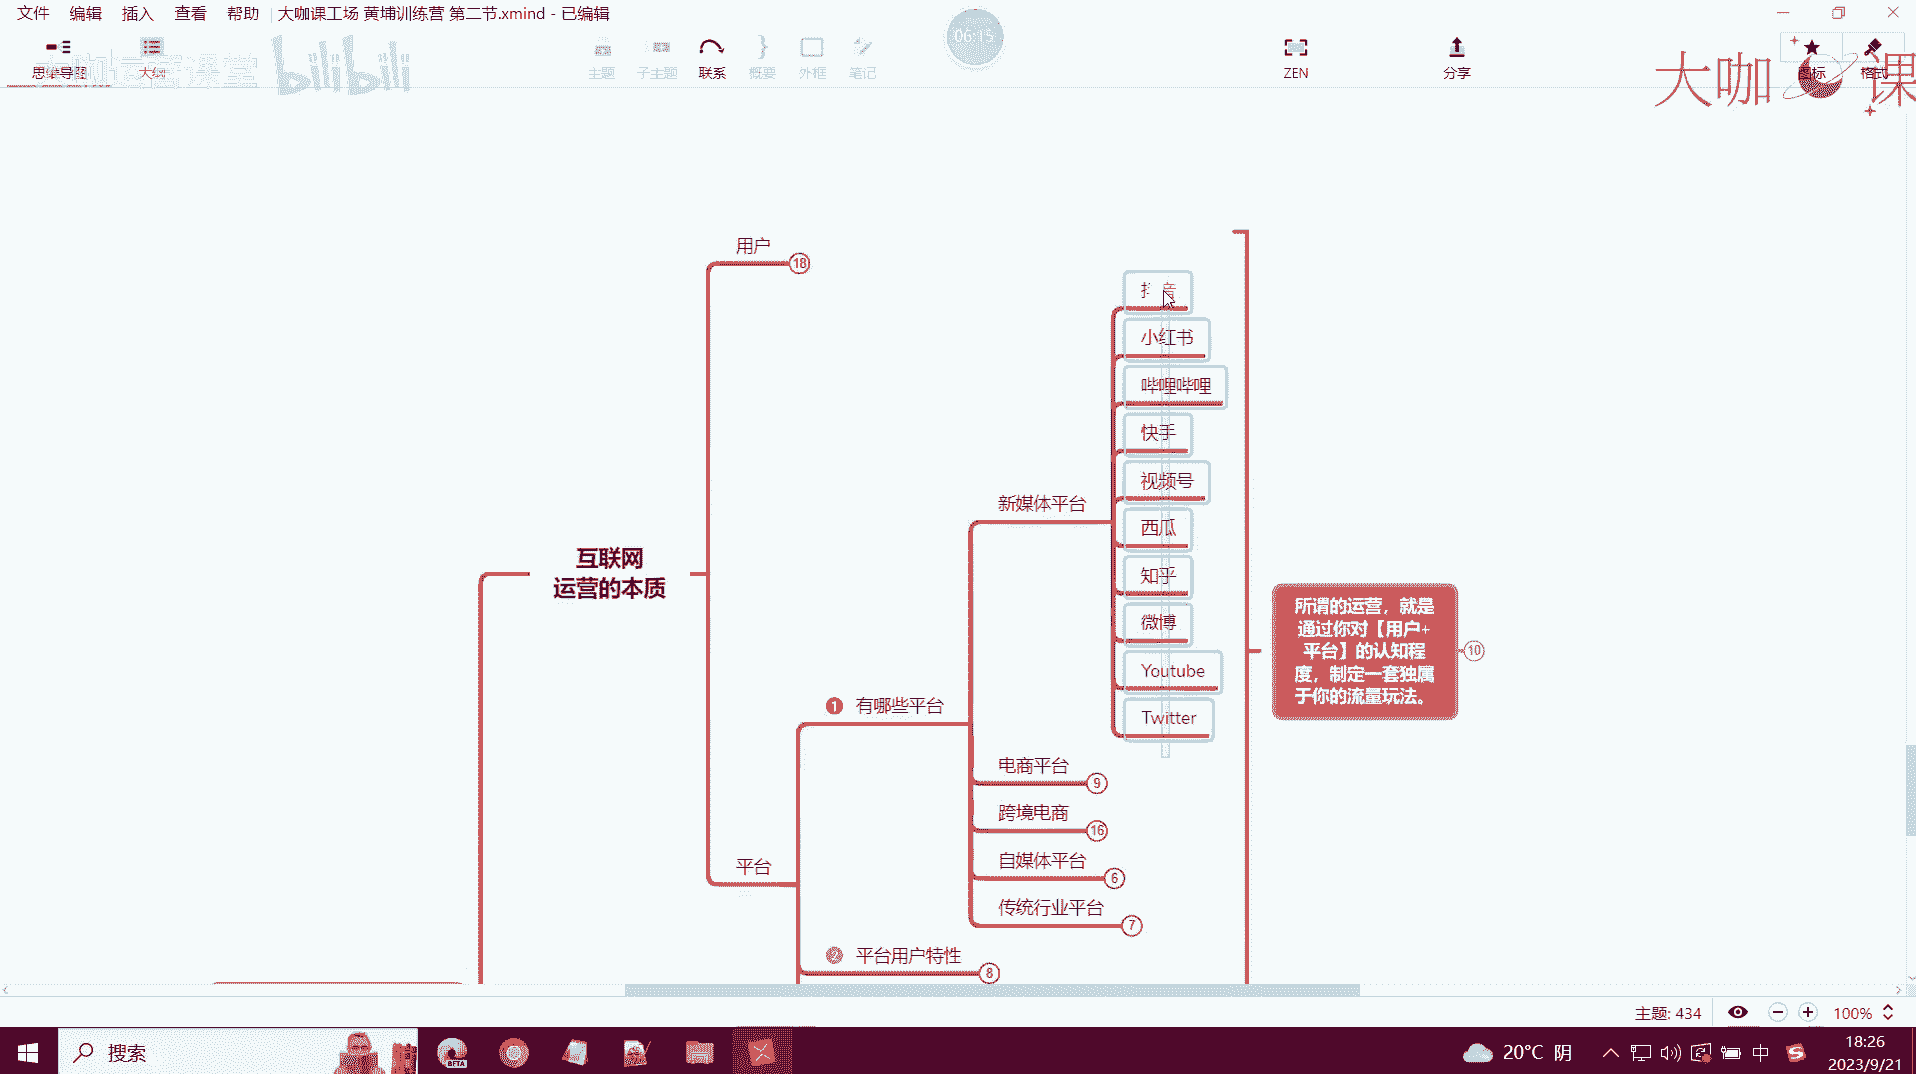 文件 编辑 插入 查看 帮助 大咖课工场 黄埔训练营 第二节.xmind - 已编辑
思维导图 大纲 主题 子主题 联系 概要 外框 笔记 06:15 ZEN 分享 图标 格式
bilibili
大咖 课
用户 18
抖音
小红书
哔哩哔哩
快手
视频号
新媒体平台
西瓜
知乎
微博
Youtube
Twitter
互联网
运营的本质
所谓的运营，就是
通过你对【用户+
平台】的认知程
度，制定一套独属
于你的流量玩法。
10
1 有哪些平台
电商平台 9
跨境电商 16
自媒体平台 6
传统行业平台 7
平台
2 平台用户特性 8
主题: 434 100%
搜索 BETA 20°C 阴 中 18:26
2023/9/21